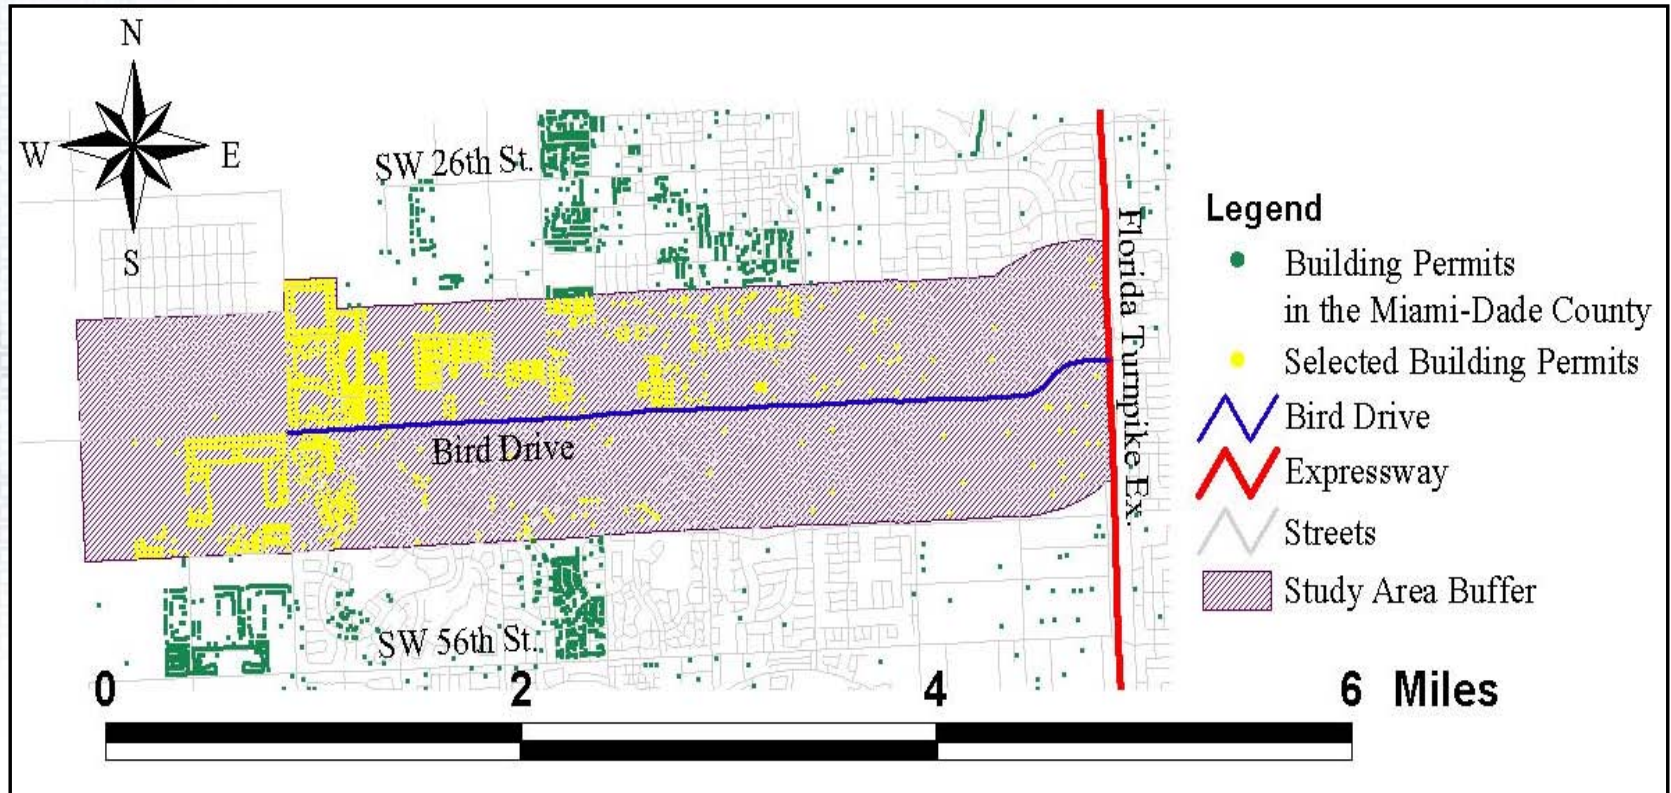 N
W
E
S
SW 26th St.
Florida Turnpike Ex.
Bird Drive
SW 56th St.
0
2
4
6 Miles
Legend
Building Permits
in the Miami-Dade County
Selected Building Permits
Bird Drive
Expressway
Streets
Study Area Buffer